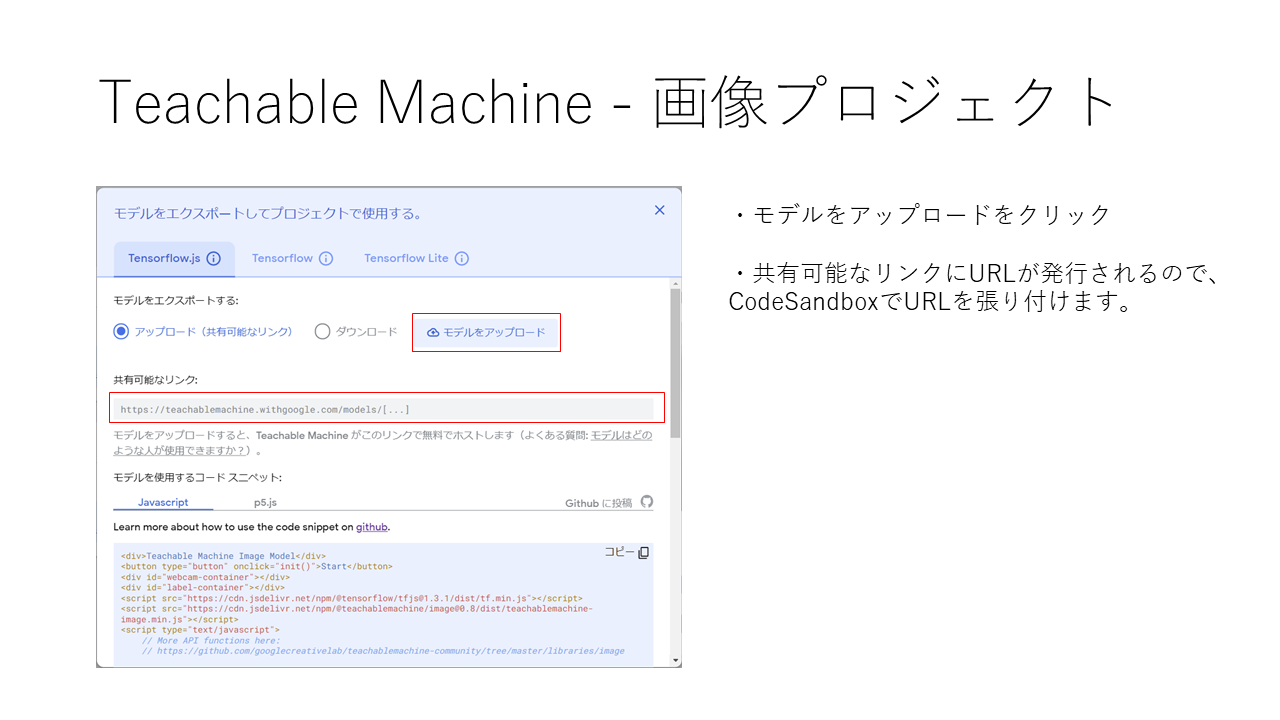 Teachable Machine - 画像プロジェクト
モデルをエクスポートしてプロジェクトで使用する。
Tensorflow.js
Tensorflow
Tensorflow Lite
モデルをエクスポートする:
アップロード（共有可能なリンク）
ダウンロード
モデルをアップロード
共有可能なリンク:
https://teachablemachine.withgoogle.com/models/[...]
モデルをアップロードすると、Teachable Machine がこのリンクで無料でホストします（よくある質問: モデルはどの
ような人が使用できますか？）。
モデルを使用するコード スニペット:
Javascript
p5.js
Github に投稿
Learn more about how to use the code snippet on github.
コピー
<div>Teachable Machine Image Model</div>
<button type="button" onclick="init()">Start</button>
<div id="webcam-container"></div>
<div id="label-container"></div>
<script src="https://cdn.jsdelivr.net/npm/@tensorflow/tfjs@1.3.1/dist/tf.min.js"></script>
<script src="https://cdn.jsdelivr.net/npm/@teachablemachine/image@0.8/dist/teachablemachine-
image.min.js"></script>
<script type="text/javascript">
// More API functions here:
// https://github.com/googlecreativelab/teachablemachine-community/tree/master/libraries/image
・モデルをアップロードをクリック
・共有可能なリンクにURLが発行されるので、
CodeSandboxでURLを張り付けます。